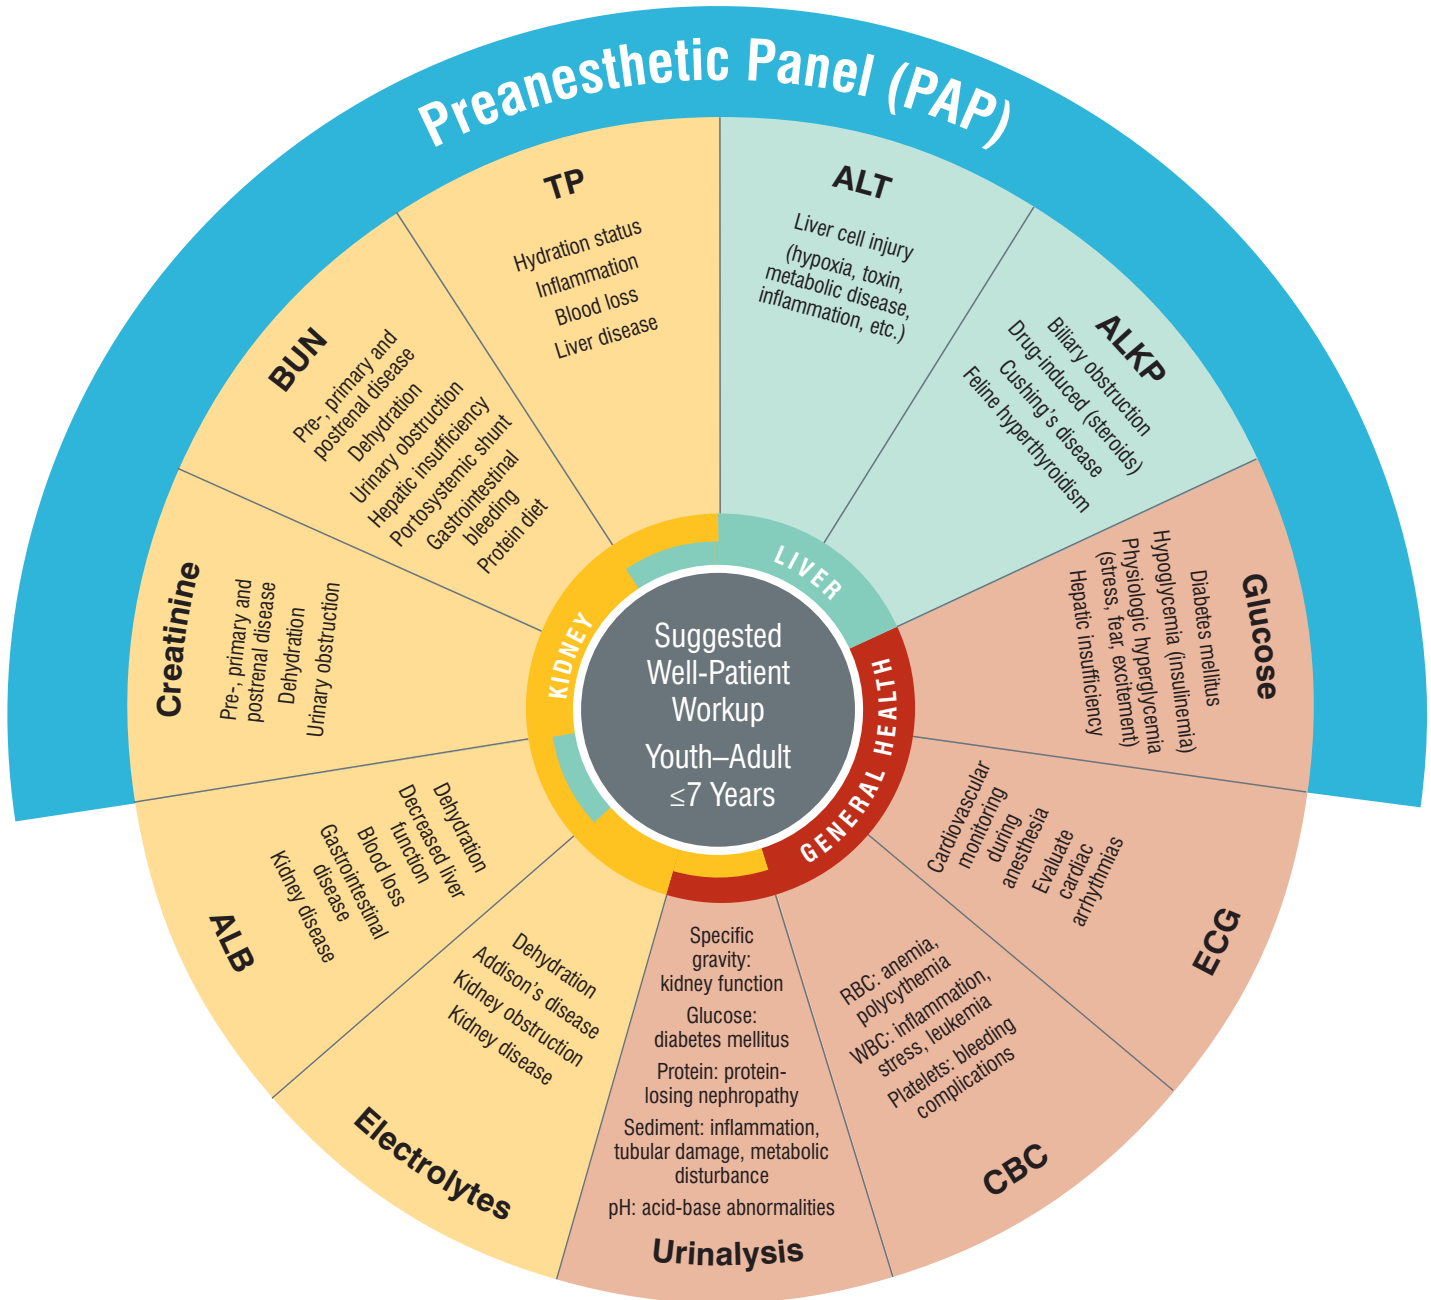 Preanesthetic Panel (PAP)
TP
Hydration status
Inflammation
Blood loss
Liver disease
ALT
Liver cell injury
(hypoxia, toxin,
metabolic disease,
inflammation, etc.)
ALKP
Biliary obstruction
Drug-induced (steroids)
Cushing's disease
Feline hyperthyroidism
Glucose
Diabetes mellitus
Hypoglycemia (insulinemia)
Physiologic hyperglycemia
(stress, fear, excitement)
Hepatic insufficiency
ECG
Cardiovascular
monitoring
during
anesthesia
Evaluate
cardiac
arrhythmias
CBC
RBC: anemia,
polycythemia
WBC: inflammation,
stress, leukemia
Platelets: bleeding
complications
Specific
gravity:
kidney function
Glucose:
diabetes mellitus
Protein: protein-
losing nephropathy
Sediment: inflammation,
tubular damage, metabolic
disturbance
pH: acid-base abnormalities
Urinalysis
Dehydration
Addison's disease
Kidney obstruction
Kidney disease
Electrolytes
Dehydration
Decreased liver
function
Blood loss
Gastrointestinal
disease
Kidney disease
ALB
Creatinine
Pre-, primary and
postrenal disease
Dehydration
Urinary obstruction
BUN
Pre-, primary and
postrenal disease
Dehydration
Urinary obstruction
Hepatic insufficiency
Portosystemic shunt
Gastrointestinal
bleeding
Protein diet
KIDNEY
LIVER
GENERAL HEALTH
Suggested
Well-Patient
Workup
Youth–Adult
≤7 Years